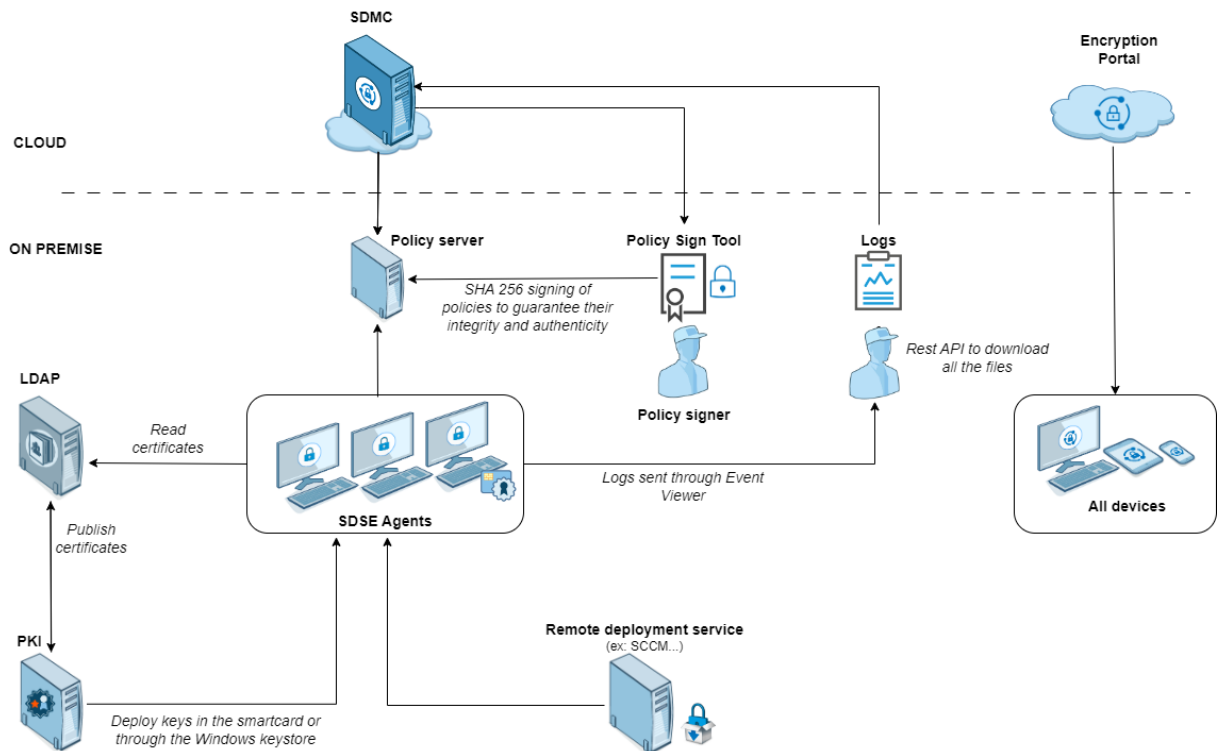 SDMC
Encryption
Portal
CLOUD
ON PREMISE
Policy server
Policy Sign Tool
Logs
SHA 256 signing of
policies to guarantee their
integrity and authenticity
Rest API to download
all the files
LDAP
Policy signer
Read
certificates
Logs sent through Event
Viewer
SDSE Agents
All devices
Publish
certificates
PKI
Remote deployment service
(ex: SCCM...)
Deploy keys in the smartcard or
through the Windows keystore